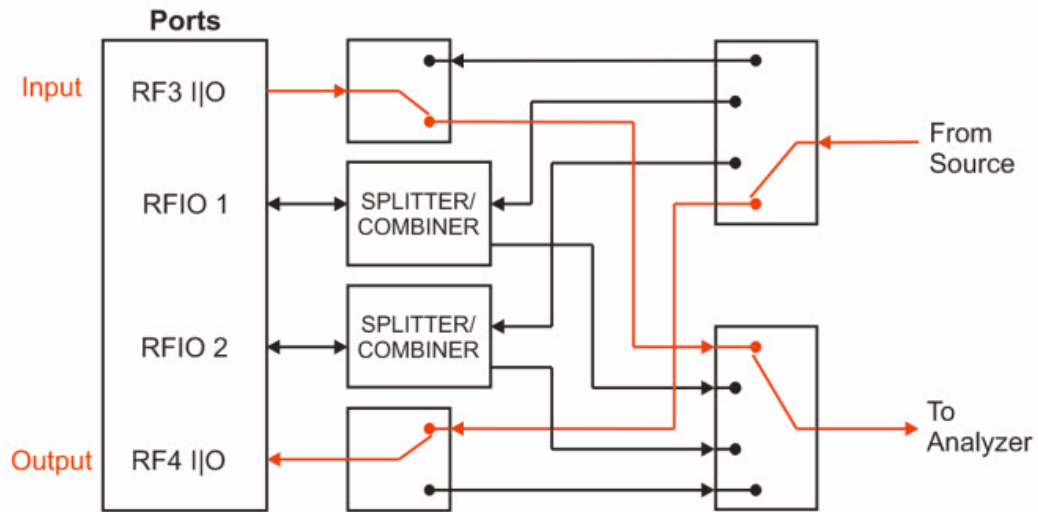 Ports
Input
RF3 I|O
From
Source
RFIO 1
SPLITTER/
COMBINER
RFIO 2
SPLITTER/
COMBINER
To
Analyzer
Output
RF4 I|O